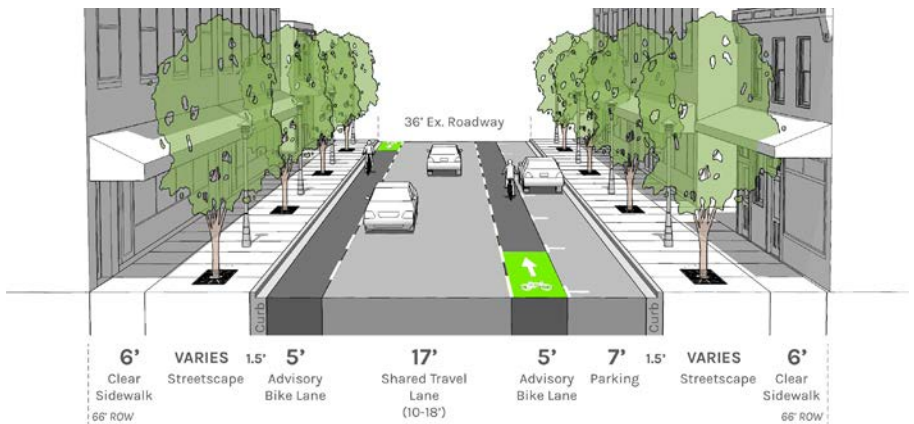 36' Ex. Roadway
Curb
Curb
6'
Clear
Sidewalk
66' ROW
VARIES
Streetscape
1.5'
5'
Advisory
Bike Lane
17'
Shared Travel
Lane
(10-18')
5'
Advisory
Bike Lane
7'
Parking
1.5'
VARIES
Streetscape
6'
Clear
Sidewalk
66' ROW